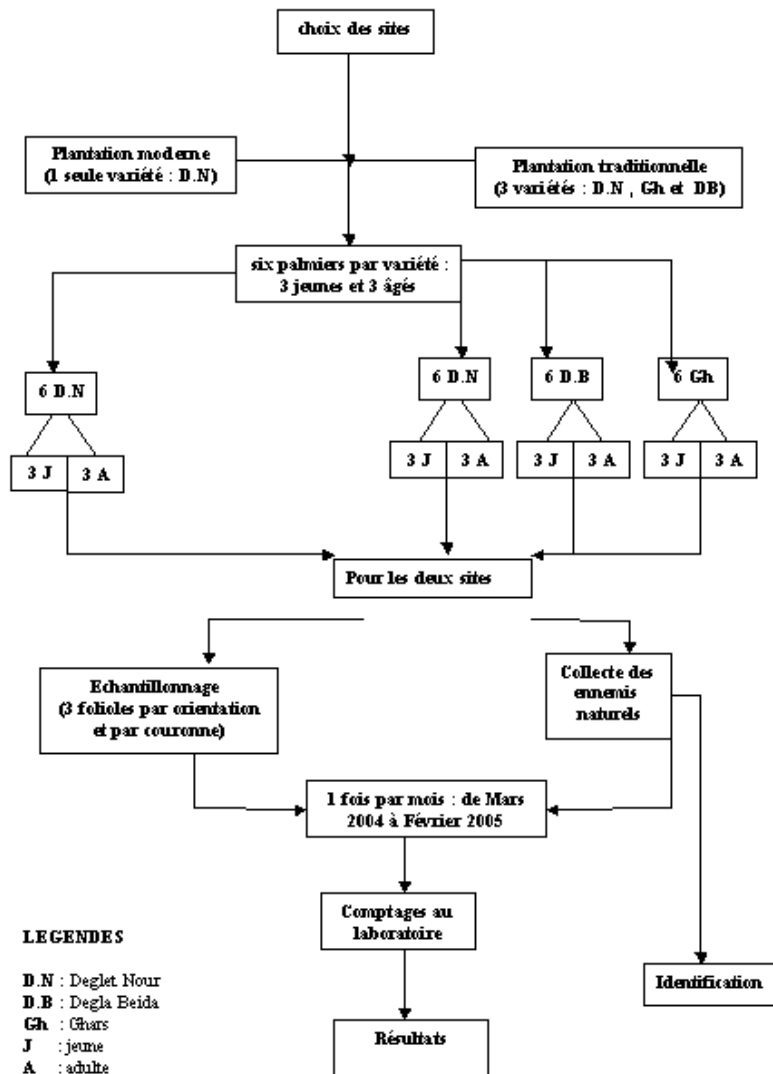 choix des sites
Plantation moderne
(1 seule variété : D.N)
Plantation traditionnelle
(3 variétés : D.N , Gh et DB)
six palmiers par variété :
3 jeunes et 3 âgés
6 D.N
6 D.N
6 D.B
6 Gh
3 J
3 A
3 J
3 A
3 J
3 A
3 J
3 A
Pour les deux sites
Echantillonnage
(3 folioles par orientation
et par couronne)
Collecte des
ennemis
naturels
1 fois par mois : de Mars
2004 à Février 2005
Comptages au
laboratoire
Identification
Résultats
LEGENDES
D.N : Deglet Nour
D.B : Degla Beida
Gh : Ghars
J : jeune
A : adulte